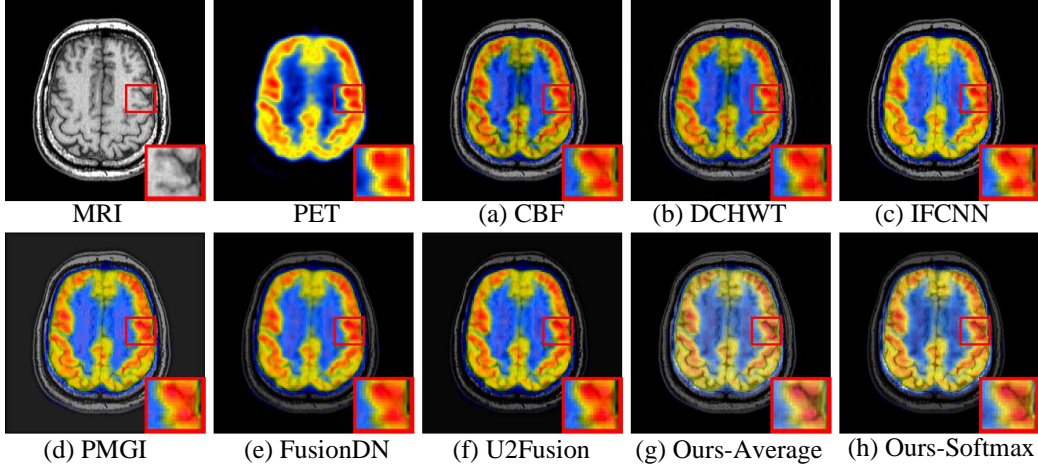 MRI PET (a) CBF (b) DCHWT (c) IFCNN
(d) PMGI (e) FusionDN (f) U2Fusion (g) Ours-Average (h) Ours-Softmax